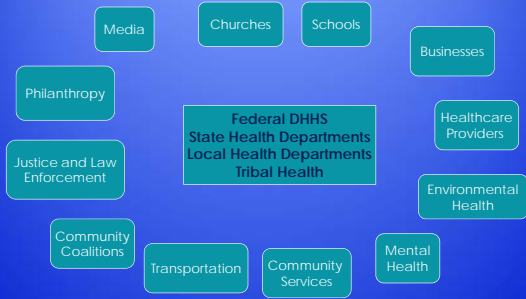 Media
Churches
Schools
Businesses
Philanthropy
Federal DHHS
State Health Departments
Local Health Departments
Tribal Health
Healthcare
Providers
Justice and Law
Enforcement
Environmental
Health
Community
Coalitions
Transportation
Community
Services
Mental
Health